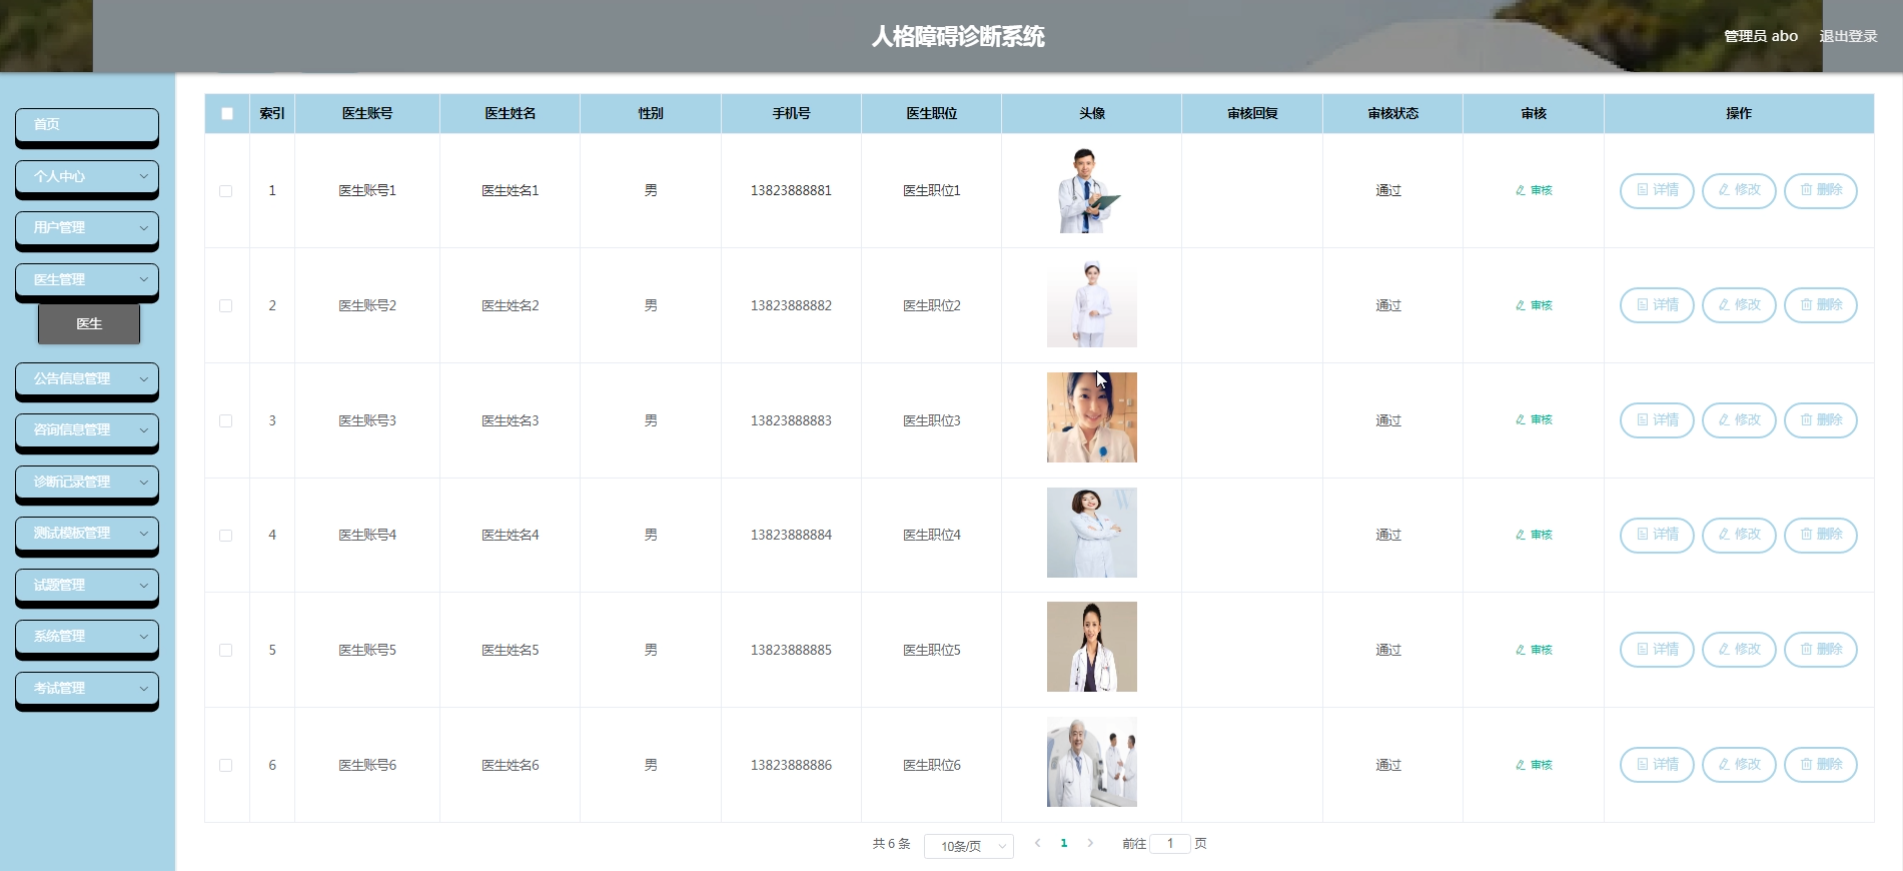 人格障碍诊断系统
管理员 abo 退出登录
首页
个人中心
用户管理
医生管理
医生
公告信息管理
咨询信息管理
诊断记录管理
测试模板管理
试题管理
系统管理
考试管理
索引 医生账号 医生姓名 性别 手机号 医生职位 头像 审核回复 审核状态 审核 操作
1 医生账号1 医生姓名1 男 13823888881 医生职位1 通过 审核 详情 修改 删除
2 医生账号2 医生姓名2 男 13823888882 医生职位2 通过 审核 详情 修改 删除
3 医生账号3 医生姓名3 男 13823888883 医生职位3 通过 审核 详情 修改 删除
4 医生账号4 医生姓名4 男 13823888884 医生职位4 通过 审核 详情 修改 删除
5 医生账号5 医生姓名5 男 13823888885 医生职位5 通过 审核 详情 修改 删除
6 医生账号6 医生姓名6 男 13823888886 医生职位6 通过 审核 详情 修改 删除
共 6 条 10条/页 1 前往 1 页